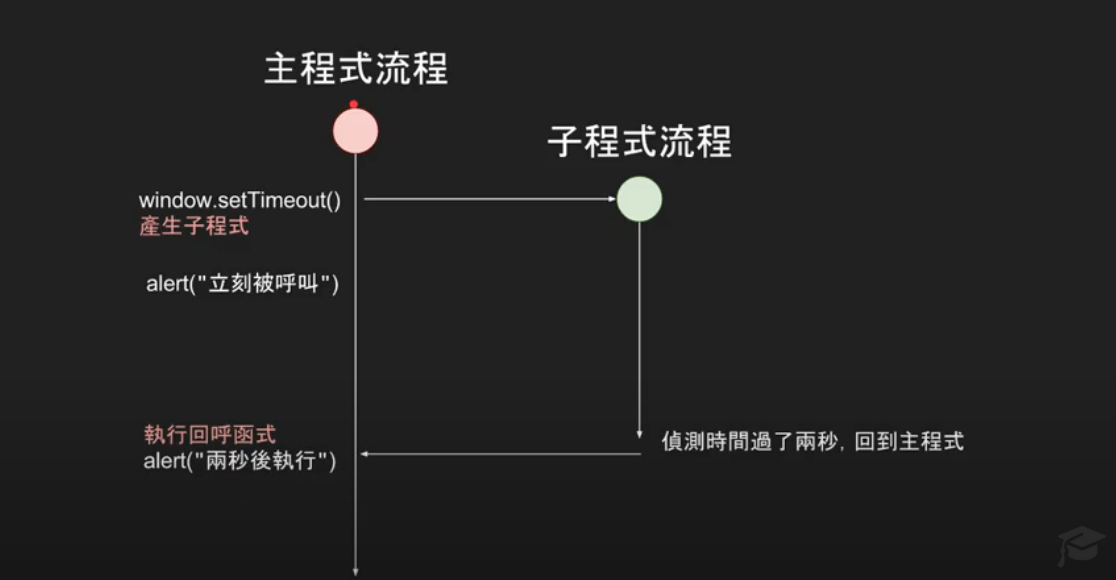 主程式流程
子程式流程
window.setTimeout()
產生子程式
alert("立刻被呼叫")
執行回呼函式
alert("兩秒後執行")
偵測時間過了兩秒, 回到主程式